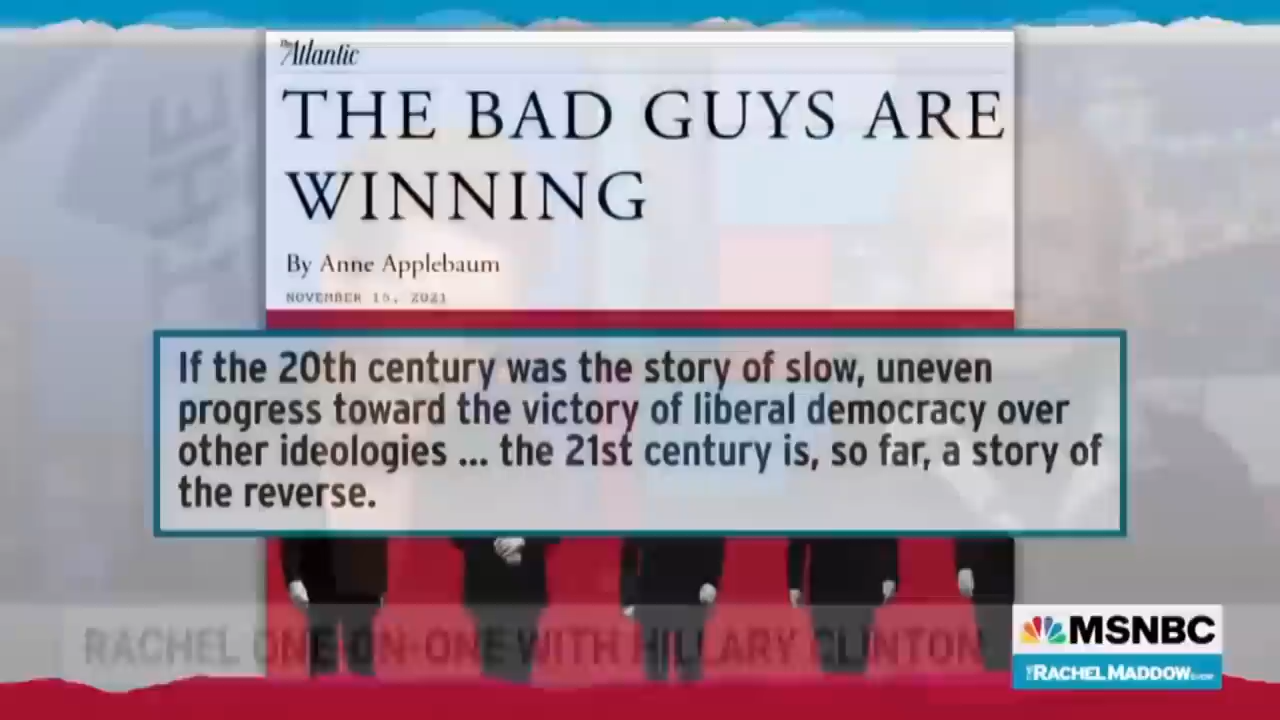 The Atlantic
THE BAD GUYS ARE
WINNING
By Anne Applebaum
NOVEMBER 15, 2021
If the 20th century was the story of slow, uneven
progress toward the victory of liberal democracy over
other ideologies ... the 21st century is, so far, a story of
the reverse.
RACHEL ONE-ON-ONE WITH HILLARY CLINTON
MSNBC
THE RACHEL MADDOW SHOW
THE